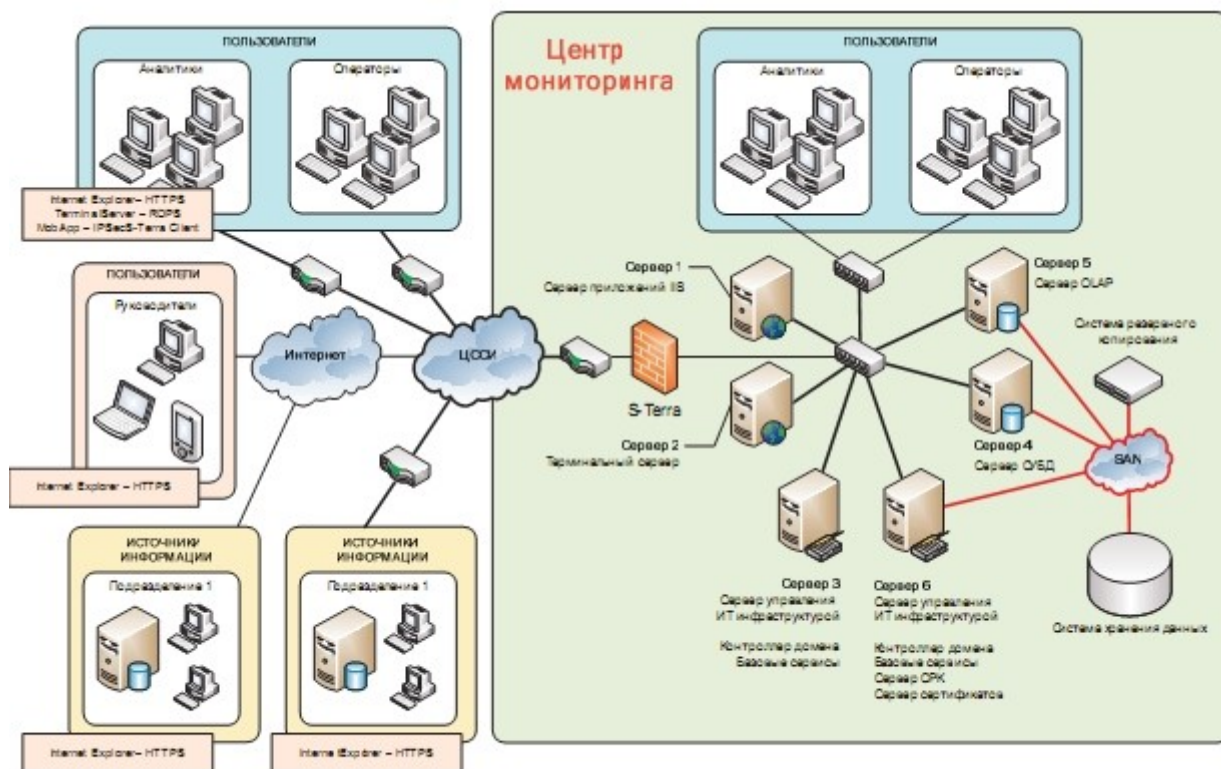 ПОЛЬЗОВАТЕЛИ
Аналитики
Операторы
Internet Explorer – HTTPS
TerminalServer – RDPS
MobApp – IPSecS-Terra Client
ПОЛЬЗОВАТЕЛИ
Руководители
Internet Explorer – HTTPS
Интернет
ЦССИ
ИСТОЧНИКИ
ИНФОРМАЦИИ
Подразделение 1
Internet Explorer – HTTPS
ИСТОЧНИКИ
ИНФОРМАЦИИ
Подразделение 1
Internet Explorer – HTTPS
Центр
мониторинга
ПОЛЬЗОВАТЕЛИ
Аналитики
Операторы
Сервер 1
Сервер приложений IIS
S-Terra
Сервер 2
Терминальный сервер
Сервер 5
Сервер OLAP
Система резервного
копирования
Сервер 4
Сервер СУБД
SAN
Сервер 3
Сервер управления
ИТ инфраструктурой
Контроллер домена
Базовые сервисы
Сервер 6
Сервер управления
ИТ инфраструктурой
Контроллер домена
Базовые сервисы
Сервер СРК
Сервер сертификатов
Система хранения данных